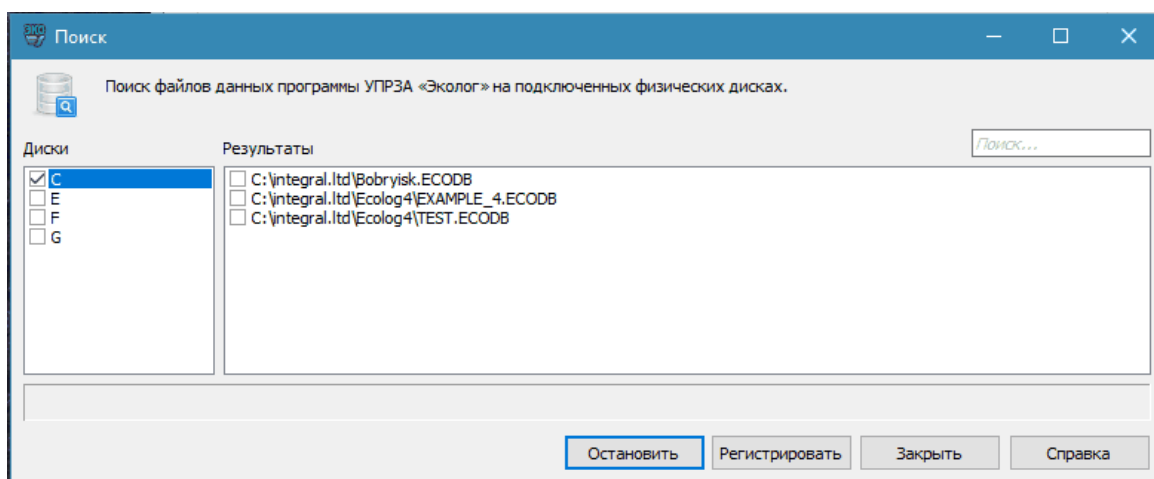 Поиск
Поиск файлов данных программы УПРЗА «Эколог» на подключенных физических дисках.
Поиск...
Диски
Результаты
C
E
F
G
C:\integral.ltd\Bobryisk.ECODB
C:\integral.ltd\Ecolog4\EXAMPLE_4.ECODB
C:\integral.ltd\Ecolog4\TEST.ECODB
Остановить Регистрировать Закрыть Справка